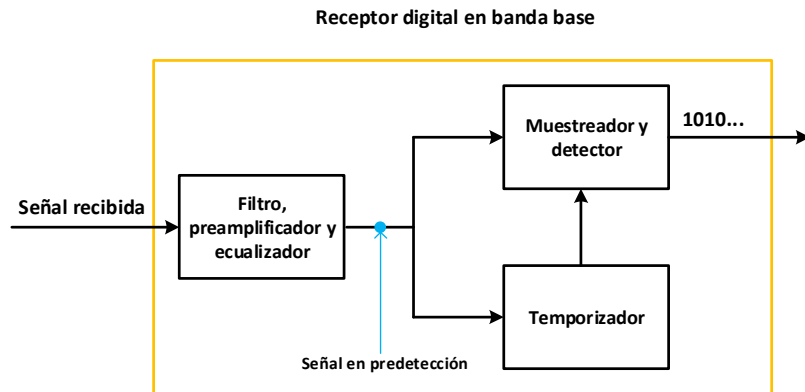 Receptor digital en banda base
Muestreador y
detector
1010...
Señal recibida
Filtro,
preamplificador y
ecualizador
Temporizador
Señal en predetección